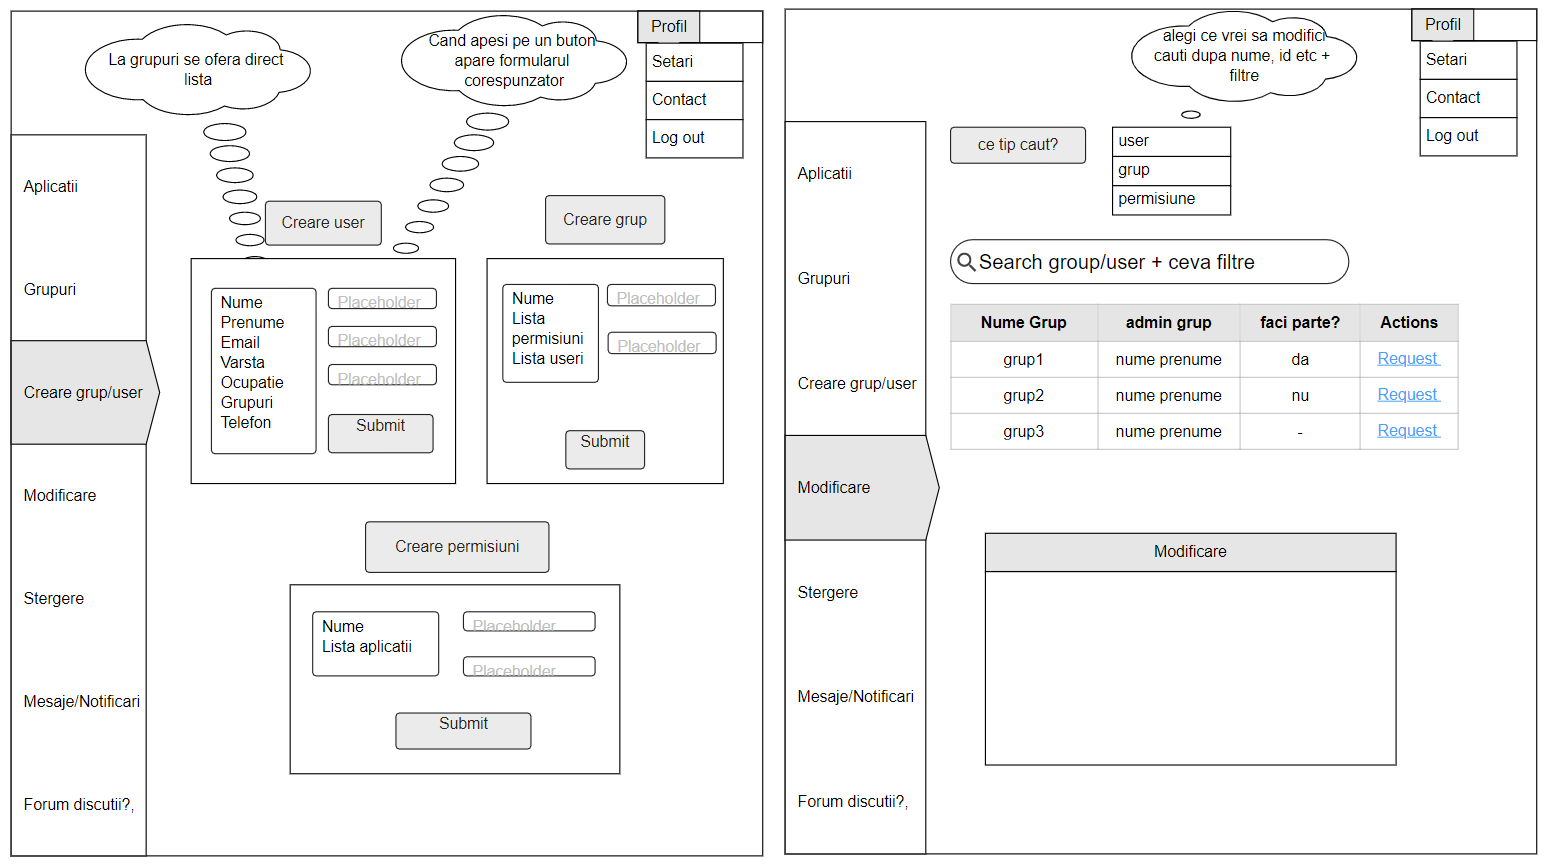 La grupuri se ofera direct
lista
Cand apesi pe un buton
apare formularul
corespunzator
Profil
Setari
Contact
Log out
Aplicatii
Grupuri
Creare grup/user
Modificare
Stergere
Mesaje/Notificari
Forum discutii?,
Creare user
Nume
Prenume
Email
Varsta
Ocupatie
Grupuri
Telefon
Placeholder
Placeholder
Placeholder
Submit
Creare grup
Nume
Lista
permisiuni
Lista useri
Placeholder
Placeholder
Submit
Creare permisiuni
Nume
Lista aplicatii
Placeholder
Placeholder
Submit
alegi ce vrei sa modifici
cauti dupa nume, id etc +
filtre
Profil
Setari
Contact
Log out
Aplicatii
Grupuri
Creare grup/user
Modificare
Stergere
Mesaje/Notificari
Forum discutii?,
ce tip caut?
user
grup
permisiune
Search group/user + ceva filtre
Nume Grup admin grup faci parte? Actions
grup1 nume prenume da Request
grup2 nume prenume nu Request
grup3 nume prenume - Request
Modificare